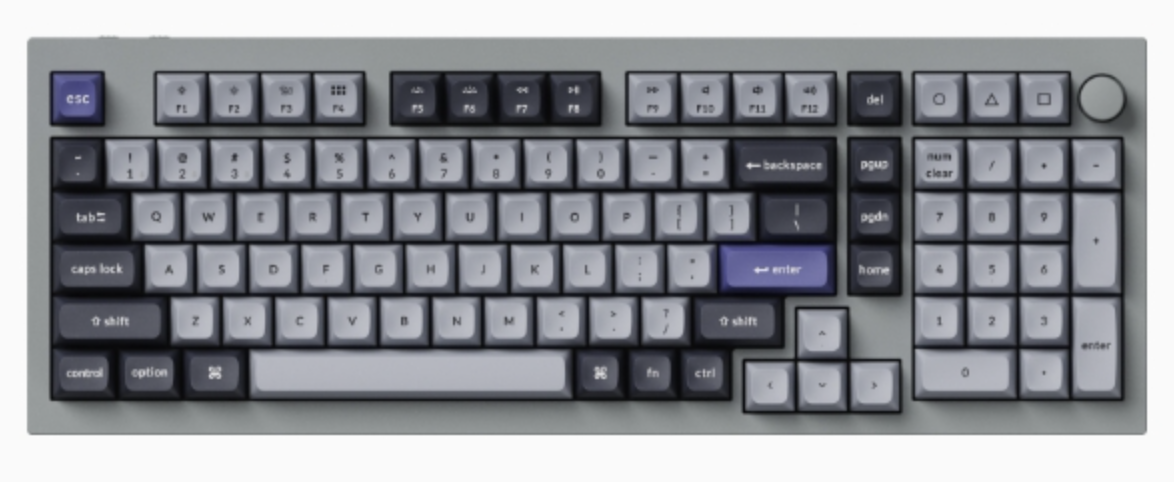 esc F1 F2 F3 F4 F5 F6 F7 F8 F9 F10 F11 F12 del
~ ! 1 @ 2 # 3 $ 4 % 5 ^ 6 & 7 * 8 ( 9 ) 0 — - + = backspace pgup num clear / * -
tab Q W E R T Y U I O P { [ } ] | \ pgdn 7 8 9 +
caps lock A S D F G H J K L : ; " ' enter home 4 5 6
shift Z X C V B N M < , > . ? / shift ^ 1 2 3 enter
control option ⌘ ⌘ fn ctrl ‹ ⌄ › 0 .